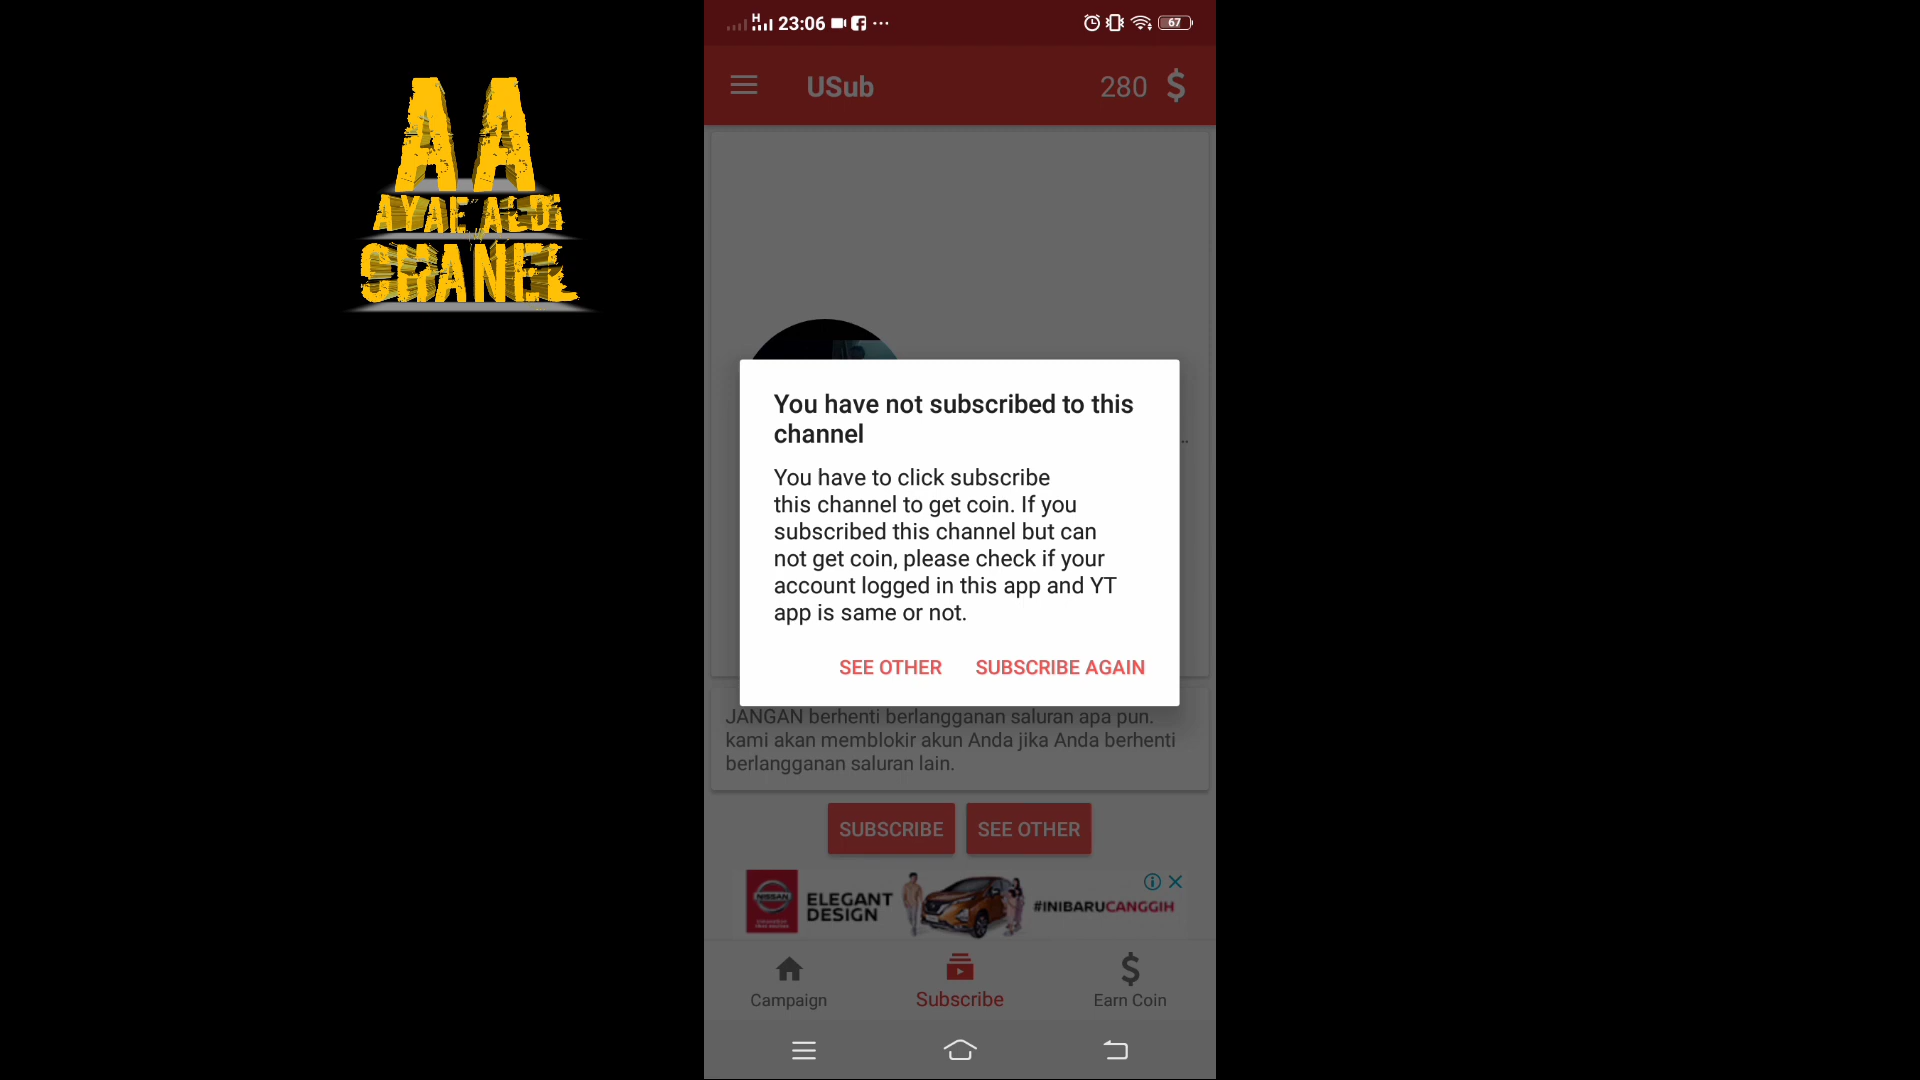 AA
AYAE ALDI
CHANEL
H
23:06
67
USub
280 $
You have not subscribed to this
channel
You have to click subscribe
this channel to get coin. If you
subscribed this channel but can
not get coin, please check if your
account logged in this app and YT
app is same or not.
SEE OTHER
SUBSCRIBE AGAIN
JANGAN berhenti berlangganan saluran apa pun.
kami akan memblokir akun Anda jika Anda berhenti
berlangganan saluran lain.
SUBSCRIBE
SEE OTHER
NISSAN
ELEGANT
DESIGN
#INIBARUCANGGIH
Campaign
Subscribe
Earn Coin